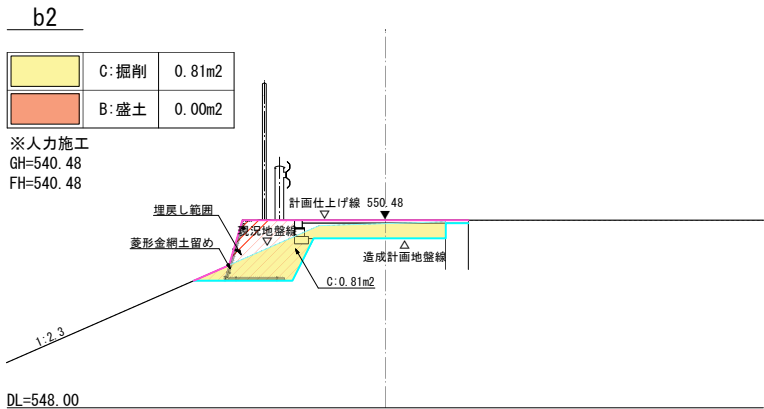 b2
C:掘削 0.81m2
B:盛土 0.00m2
※人力施工
GH=540.48
FH=540.48
計画仕上げ線 550.48
埋戻し範囲
現況地盤線
菱形金網土留め
造成計画地盤線
C:0.81m2
1:2.3
DL=548.00